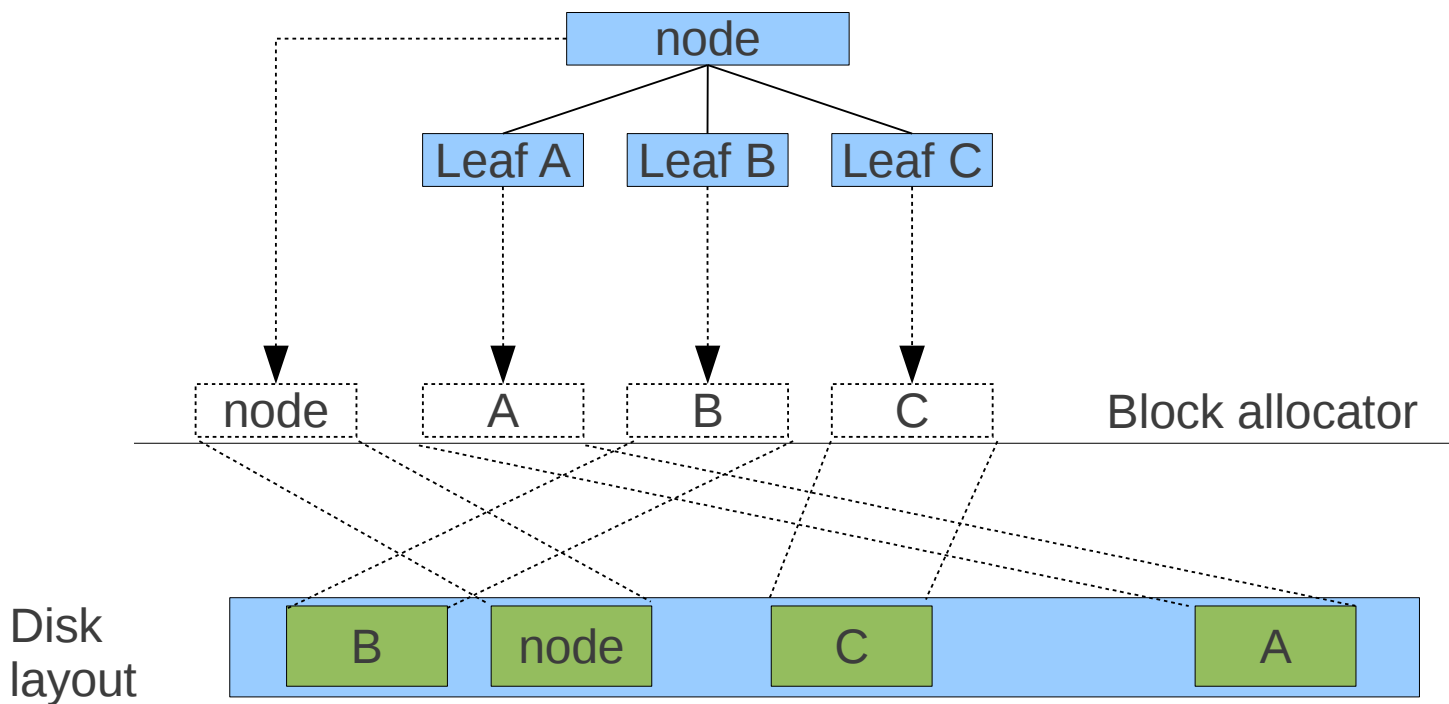 node
Leaf A
Leaf B
Leaf C
node
A
B
C
Block allocator
Disk
layout
B
node
C
A